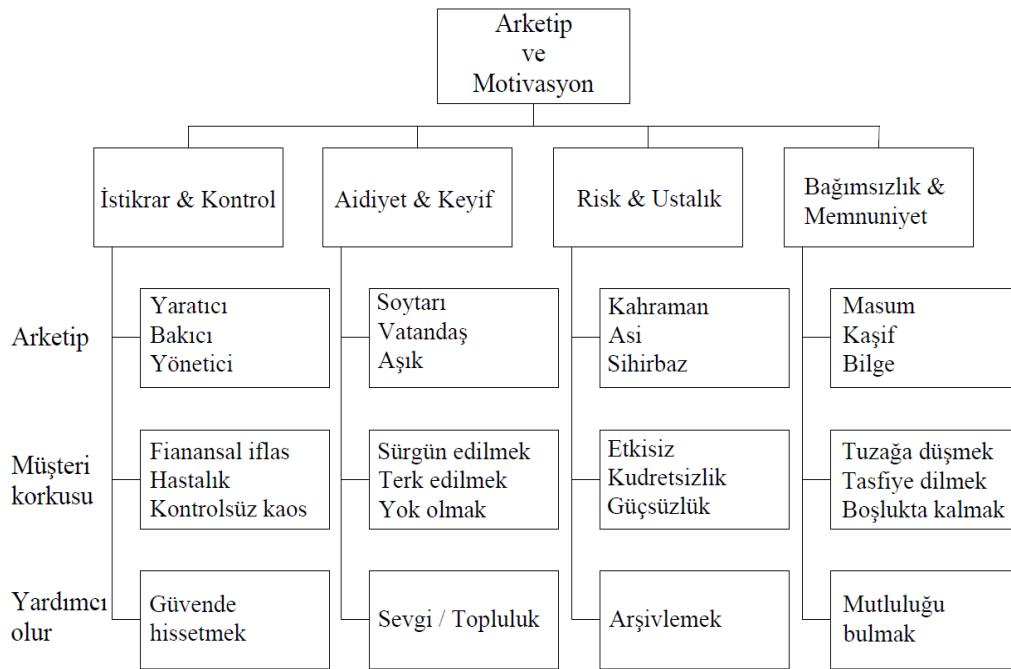 Arketip
ve
Motivasyon
İstikrar & Kontrol
Aidiyet & Keyif
Risk & Ustalık
Bağımsızlık &
Memnuniyet
Arketip
Yaratıcı
Bakıcı
Yönetici
Soytarı
Vatandaş
Aşık
Kahraman
Asi
Sihirbaz
Masum
Kaşif
Bilge
Müşteri
korkusu
Fianansal iflas
Hastalık
Kontrolsüz kaos
Sürgün edilmek
Terk edilmek
Yok olmak
Etkisiz
Kudretsizlik
Güçsüzlük
Tuzağa düşmek
Tasfiye dilmek
Boşlukta kalmak
Yardımcı
olur
Güvende
hissetmek
Sevgi / Topluluk
Arşivlemek
Mutluluğu
bulmak